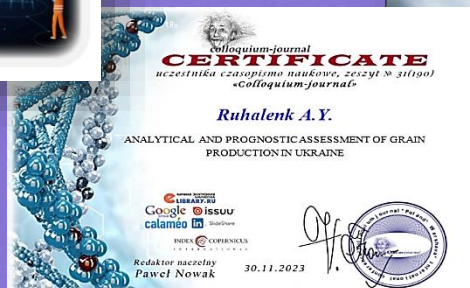 colloquium-journal
CERTIFICATE
uczestnika czasopismo naukowe, zeszyt № 31(190)
«Colloquium-journal»
Ruhalenk A.Y.
ANALYTICAL AND PROGNOSTIC ASSESSMENT OF GRAIN
PRODUCTION IN UKRAINE
LIBRARY.RU
Google issuu
calaméo in SlideShare
INDEX COPERNICUS
INTERNATIONAL
Redaktor naczelny
Paweł Nowak
30.11.2023